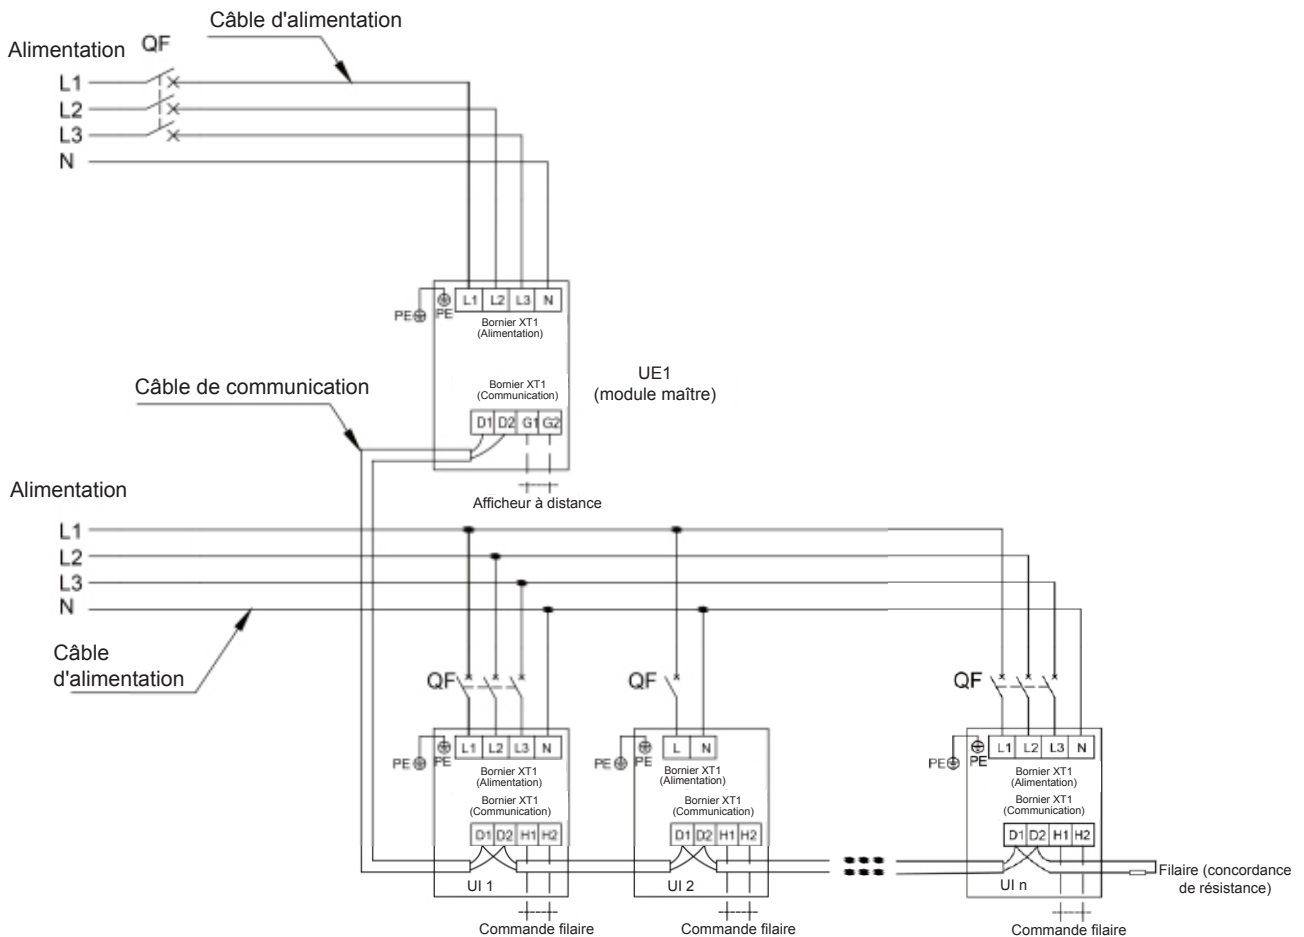 Câble d'alimentation
Alimentation QF
L1
L2
L3
N
PE PE L1 L2 L3 N
Bornier XT1
(Alimentation)
UE1
(module maître)
Câble de communication
Bornier XT1
(Communication)
D1 D2 G1 G2
Afficheur à distance
Alimentation
L1
L2
L3
N
Câble
d'alimentation
QF QF QF
PE PE L1 L2 L3 N
Bornier XT1
(Alimentation)
Bornier XT1
(Communication)
D1 D2 H1 H2
UI 1
Commande filaire
PE PE L N
Bornier XT1
(Alimentation)
Bornier XT1
(Communication)
D1 D2 H1 H2
UI 2
Commande filaire
PE PE L1 L2 L3 N
Bornier XT1
(Alimentation)
Bornier XT1
(Communication)
D1 D2 H1 H2
UI n
Commande filaire
Filaire (concordance
de résistance)